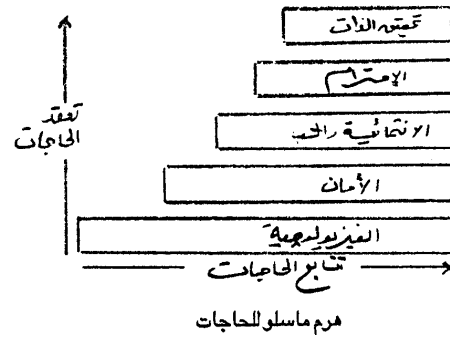 تحقيق الذات
الاحترام
الانتمائية والحب
الأمان
الفيزيولوجية
تعقد
الحاجات
تتابع الحاجات
هرم ماسلو للحاجات